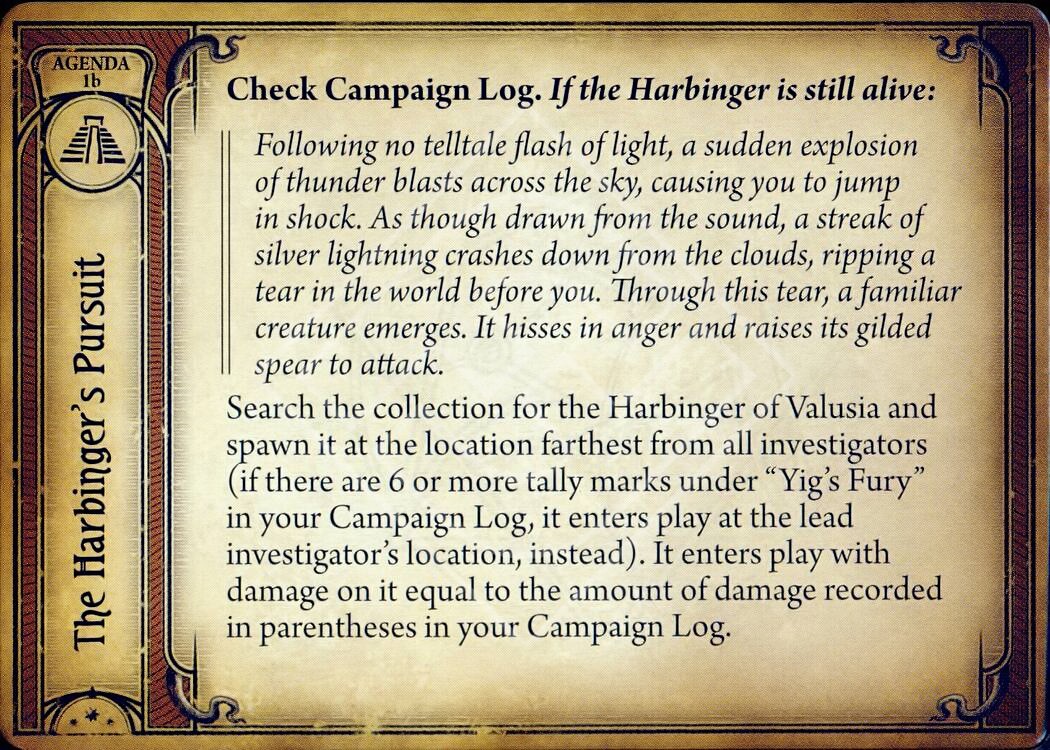 AGENDA
1b
The Harbinger's Pursuit
Check Campaign Log. If the Harbinger is still alive:
Following no telltale flash of light, a sudden explosion
of thunder blasts across the sky, causing you to jump
in shock. As though drawn from the sound, a streak of
silver lightning crashes down from the clouds, ripping a
tear in the world before you. Through this tear, a familiar
creature emerges. It hisses in anger and raises its gilded
spear to attack.
Search the collection for the Harbinger of Valusia and
spawn it at the location farthest from all investigators
(if there are 6 or more tally marks under “Yig’s Fury”
in your Campaign Log, it enters play at the lead
investigator’s location, instead). It enters play with
damage on it equal to the amount of damage recorded
in parentheses in your Campaign Log.